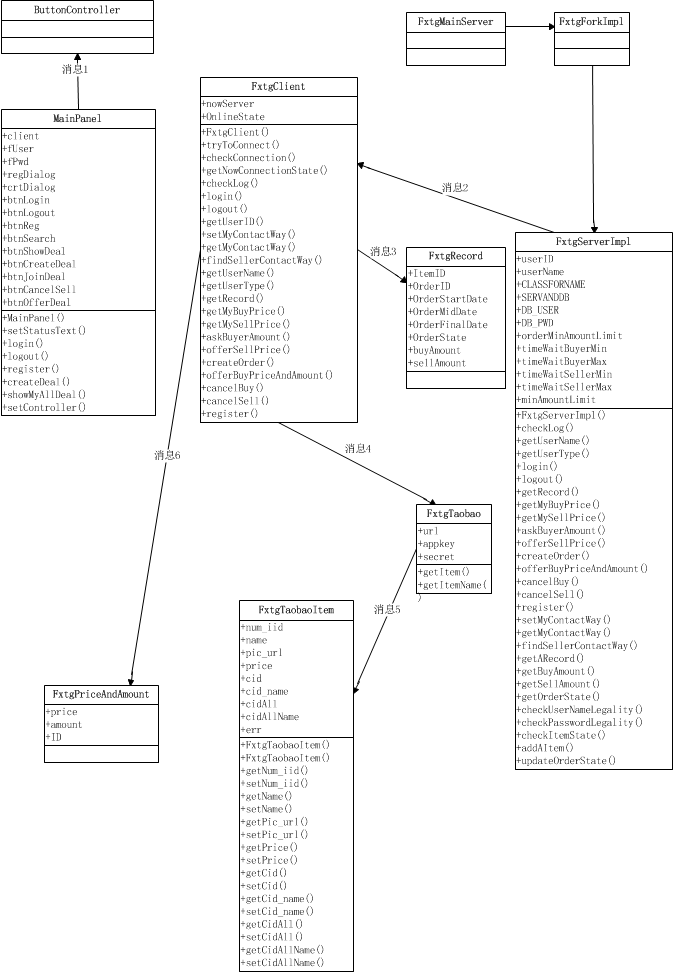 ButtonController
消息1
MainPanel
+client
+fUser
+fPwd
+regDialog
+crtDialog
+btnLogin
+btnLogout
+btnReg
+btnSearch
+btnShowDeal
+btnCreateDeal
+btnJoinDeal
+btnCancelSell
+btnOfferDeal
+MainPanel()
+setStatusText()
+login()
+logout()
+register()
+createDeal()
+showMyAllDeal()
+setController()
FxtgClient
+nowServer
+OnlineState
+FxtgClient()
+tryToConnect()
+checkConnection()
+getNowConnectionState()
+checkLog()
+login()
+logout()
+getUserID()
+setMyContactWay()
+getMyContactWay()
+findSellerContactWay()
+getUserName()
+getUserType()
+getRecord()
+getMyBuyPrice()
+getMySellPrice()
+askBuyerAmount()
+offerSellPrice()
+createOrder()
+offerBuyPriceAndAmount()
+cancelBuy()
+cancelSell()
+register()
FxtgMainServer
FxtgForkImpl
消息2
消息3
FxtgRecord
+ItemID
+OrderID
+OrderStartDate
+OrderMidDate
+OrderFinalDate
+OrderState
+buyAmount
+sellAmount
FxtgServerImpl
+userID
+userName
+CLASSFORNAME
+SERVANDDB
+DB_USER
+DB_PWD
+orderMinAmountLimit
+timeWaitBuyerMin
+timeWaitBuyerMax
+timeWaitSellerMin
+timeWaitSellerMax
+minAmountLimit
+FxtgServerImpl()
+checkLog()
+getUserName()
+getUserType()
+login()
+logout()
+getRecord()
+getMyBuyPrice()
+getMySellPrice()
+askBuyerAmount()
+offerSellPrice()
+createOrder()
+offerBuyPriceAndAmount()
+cancelBuy()
+cancelSell()
+register()
+setMyContactWay()
+getMyContactWay()
+findSellerContactWay()
+getARecord()
+getBuyAmount()
+getSellAmount()
+getOrderState()
+checkUserNameLegality()
+checkPasswordLegality()
+checkItemState()
+addAItem()
+updateOrderState()
消息4
消息6
FxtgTaobao
+url
+appkey
+secret
+getItem()
+getItemName(
)
消息5
FxtgTaobaoItem
+num_iid
+name
+pic_url
+price
+cid
+cid_name
+cidAll
+cidAllName
+err
+FxtgTaobaoItem()
+FxtgTaobaoItem()
+getNum_iid()
+setNum_iid()
+getName()
+setName()
+getPic_url()
+setPic_url()
+getPrice()
+setPrice()
+getCid()
+setCid()
+getCid_name()
+setCid_name()
+getCidAll()
+setCidAll()
+getCidAllName()
+setCidAllName()
FxtgPriceAndAmount
+price
+amount
+ID